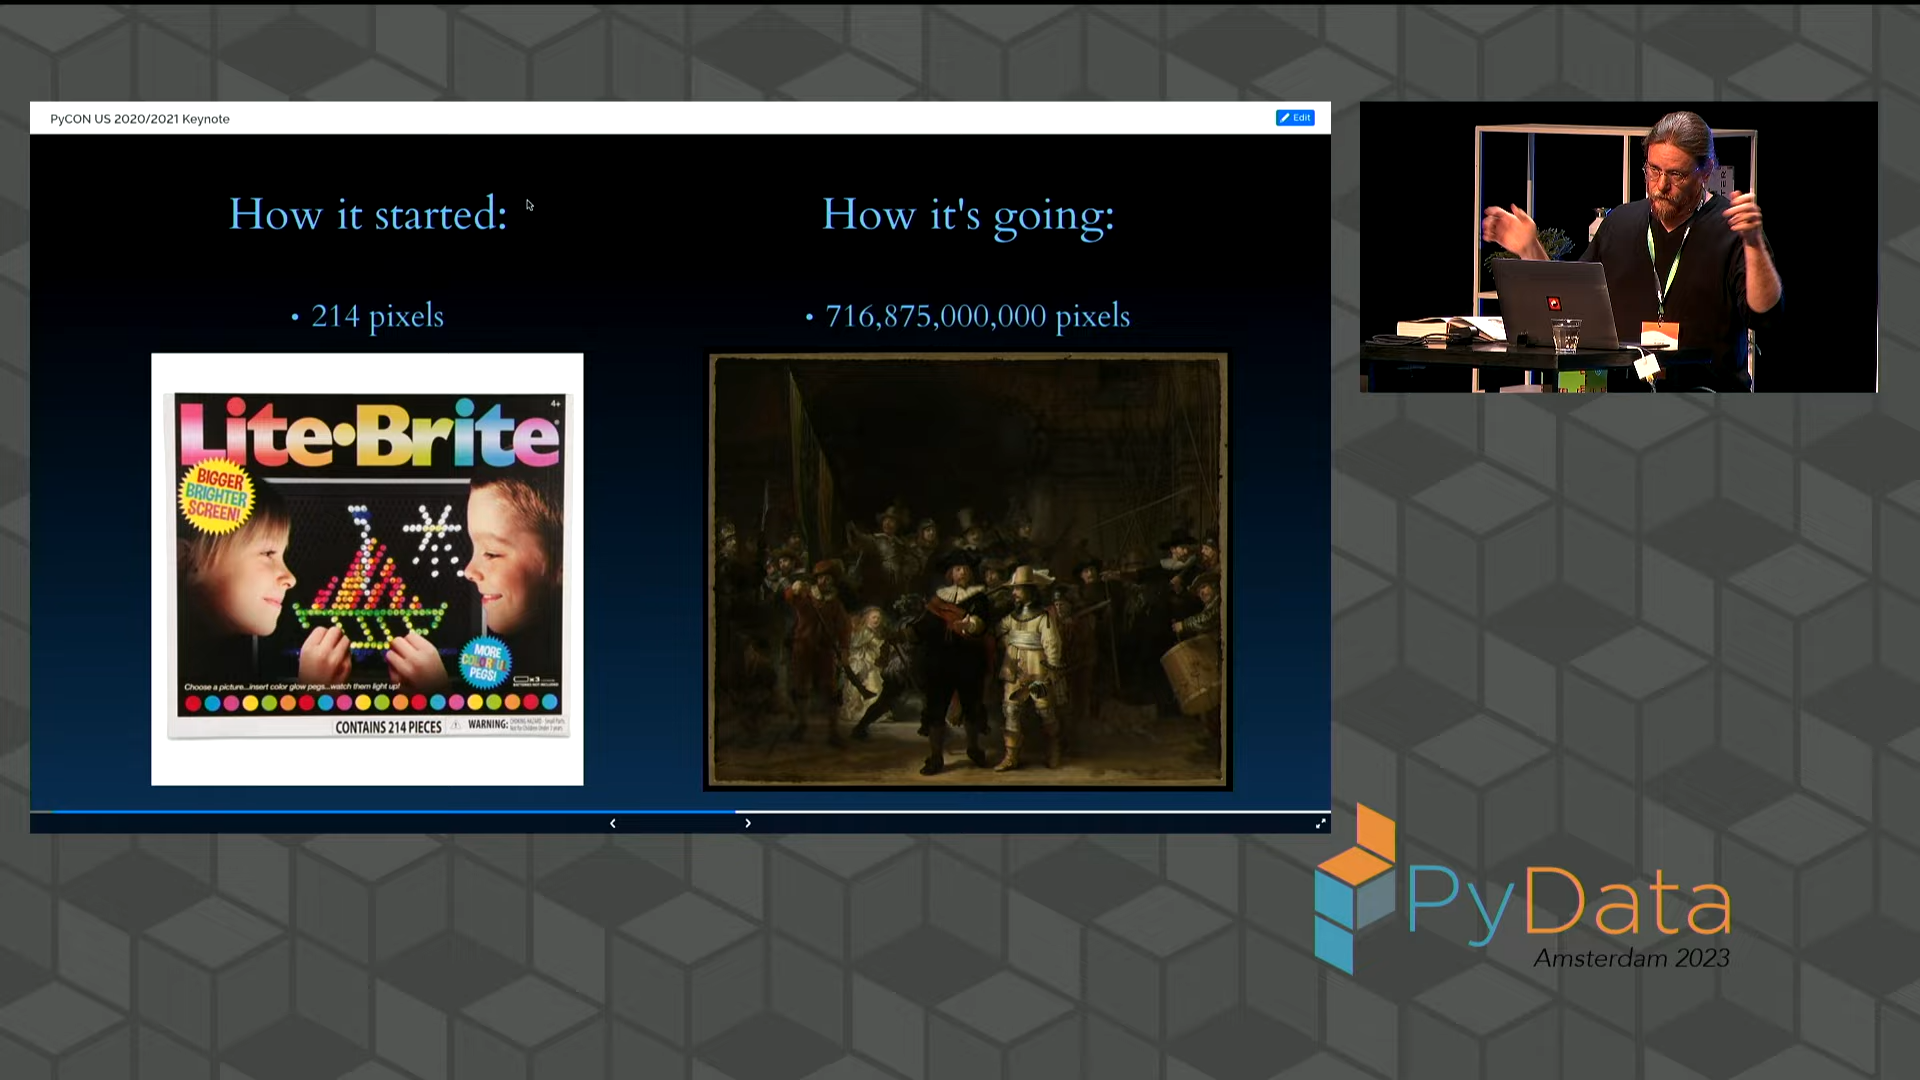 PyCON US 2020/2021 Keynote
Edit
How it started:
How it's going:
• 214 pixels
• 716,875,000,000 pixels
4+
Lite•Brite
BIGGER
BRIGHTER
SCREEN!
MORE
COLORFUL
PEGS!
x3
Choose a picture...insert color glow pegs...watch them light up!
CONTAINS 214 PIECES
WARNING:
PyData
Amsterdam 2023